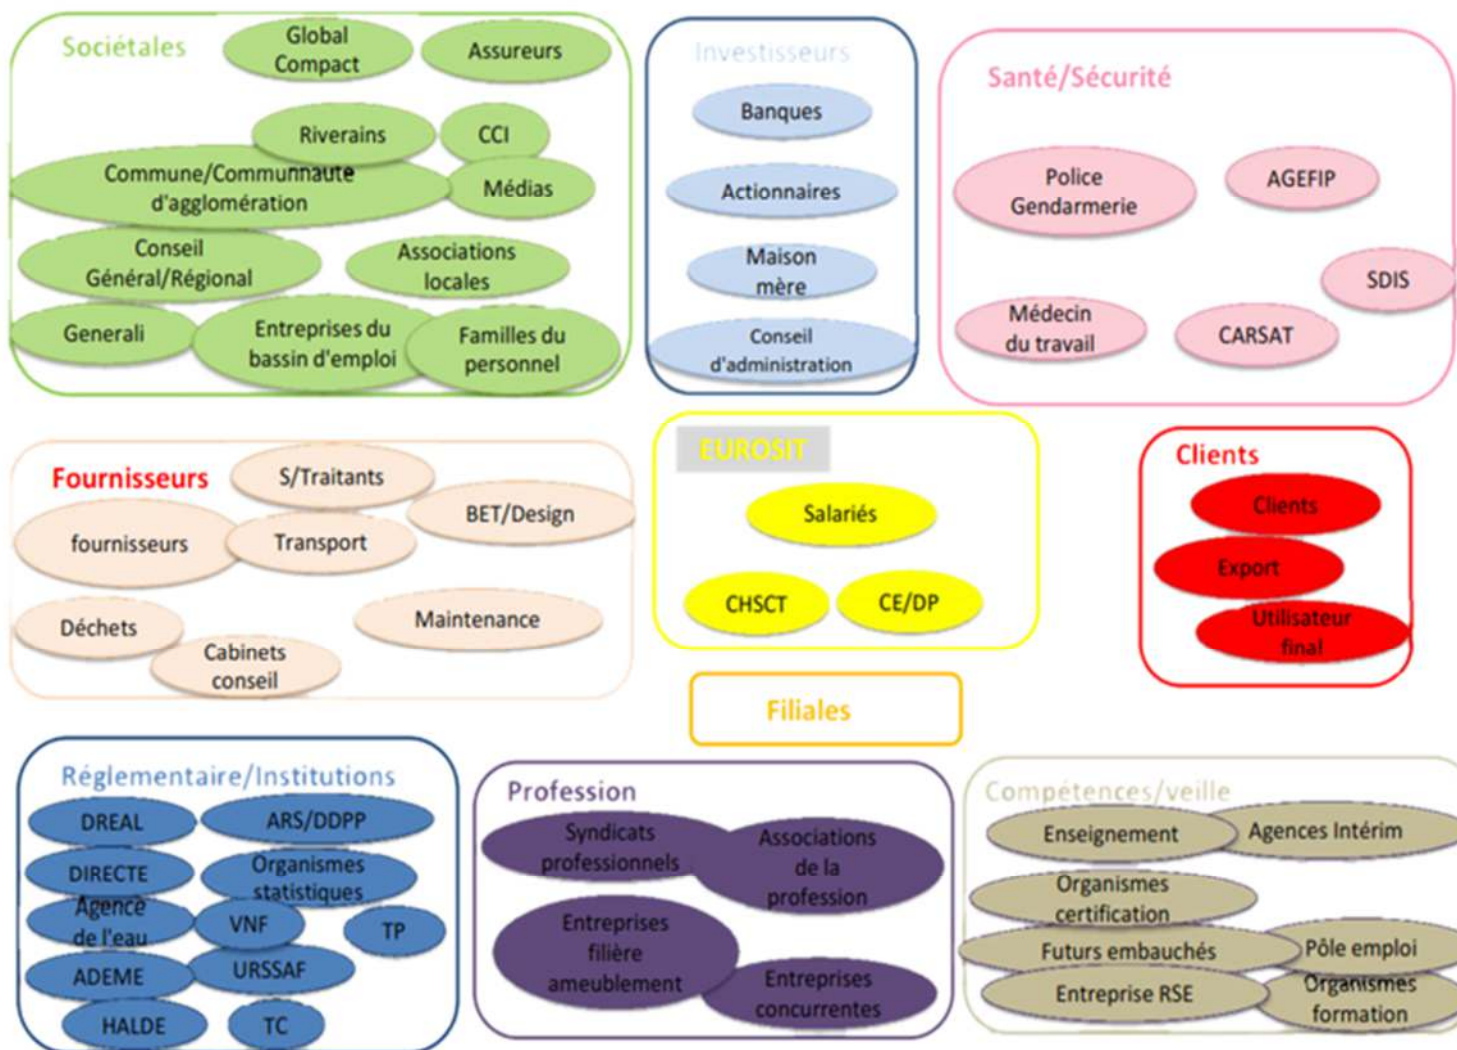 Sociétales
Global
Compact
Assureurs
Riverains
CCI
Commune/Communnauté
d'agglomération
Médias
Conseil
Général/Régional
Associations
locales
Generali
Entreprises du
bassin d'emploi
Familles du
personnel
Investisseurs
Banques
Actionnaires
Maison
mère
Conseil
d'administration
Santé/Sécurité
Police
Gendarmerie
AGEFIP
SDIS
Médecin
du travail
CARSAT
Fournisseurs
S/Traitants
BET/Design
fournisseurs
Transport
Déchets
Maintenance
Cabinets
conseil
EUROSIT
Salariés
CHSCT
CE/DP
Clients
Clients
Export
Utilisateur
final
Filiales
Réglementaire/Institutions
DREAL
ARS/DDPP
DIRECTE
Organismes
statistiques
Agence
de l'eau
VNF
TP
ADEME
URSSAF
HALDE
TC
Profession
Syndicats
professionnels
Associations
de la
profession
Entreprises
filière
ameublement
Entreprises
concurrentes
Compétences/veille
Enseignement
Agences Intérim
Organismes
certification
Futurs embauchés
Pôle emploi
Entreprise RSE
Organismes
formation